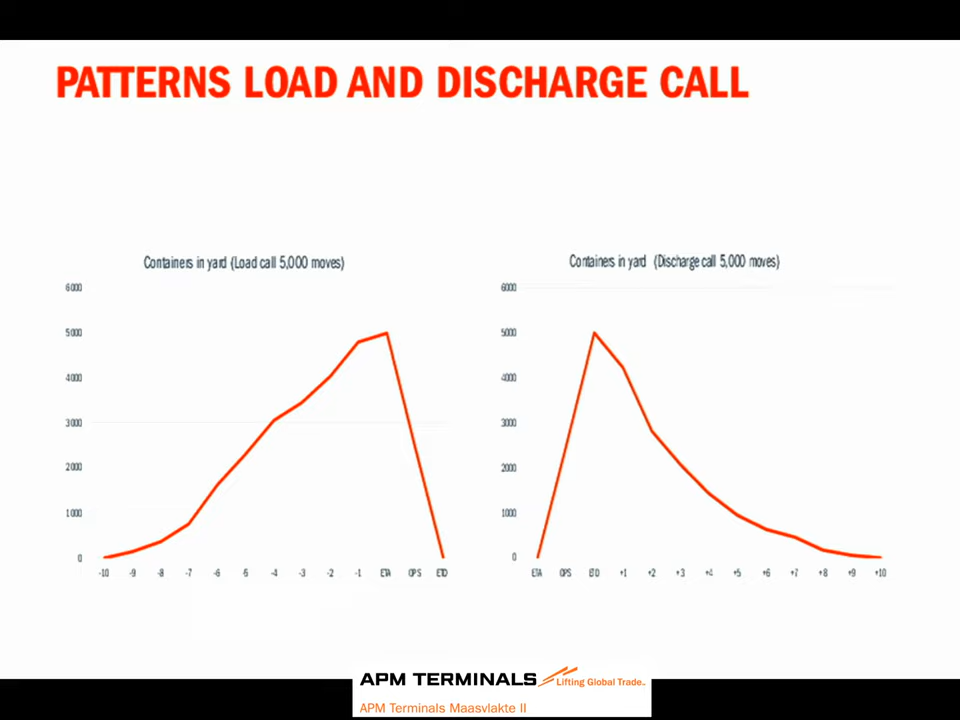 PATTERNS LOAD AND DISCHARGE CALL
Containers in yard (Load call 5,000 moves)
6000
5000
4000
3000
2000
1000
0
-10 -9 -8 -7 -6 -5 -4 -3 -2 -1 ETA OPS ETD
Containers in yard (Discharge call 5,000 moves)
6000
5000
4000
3000
2000
1000
0
ETA OPS ETD +1 +2 +3 +4 +5 +6 +7 +8 +9 +10
APM TERMINALS Lifting Global Trade.
APM Terminals Maasvlakte II